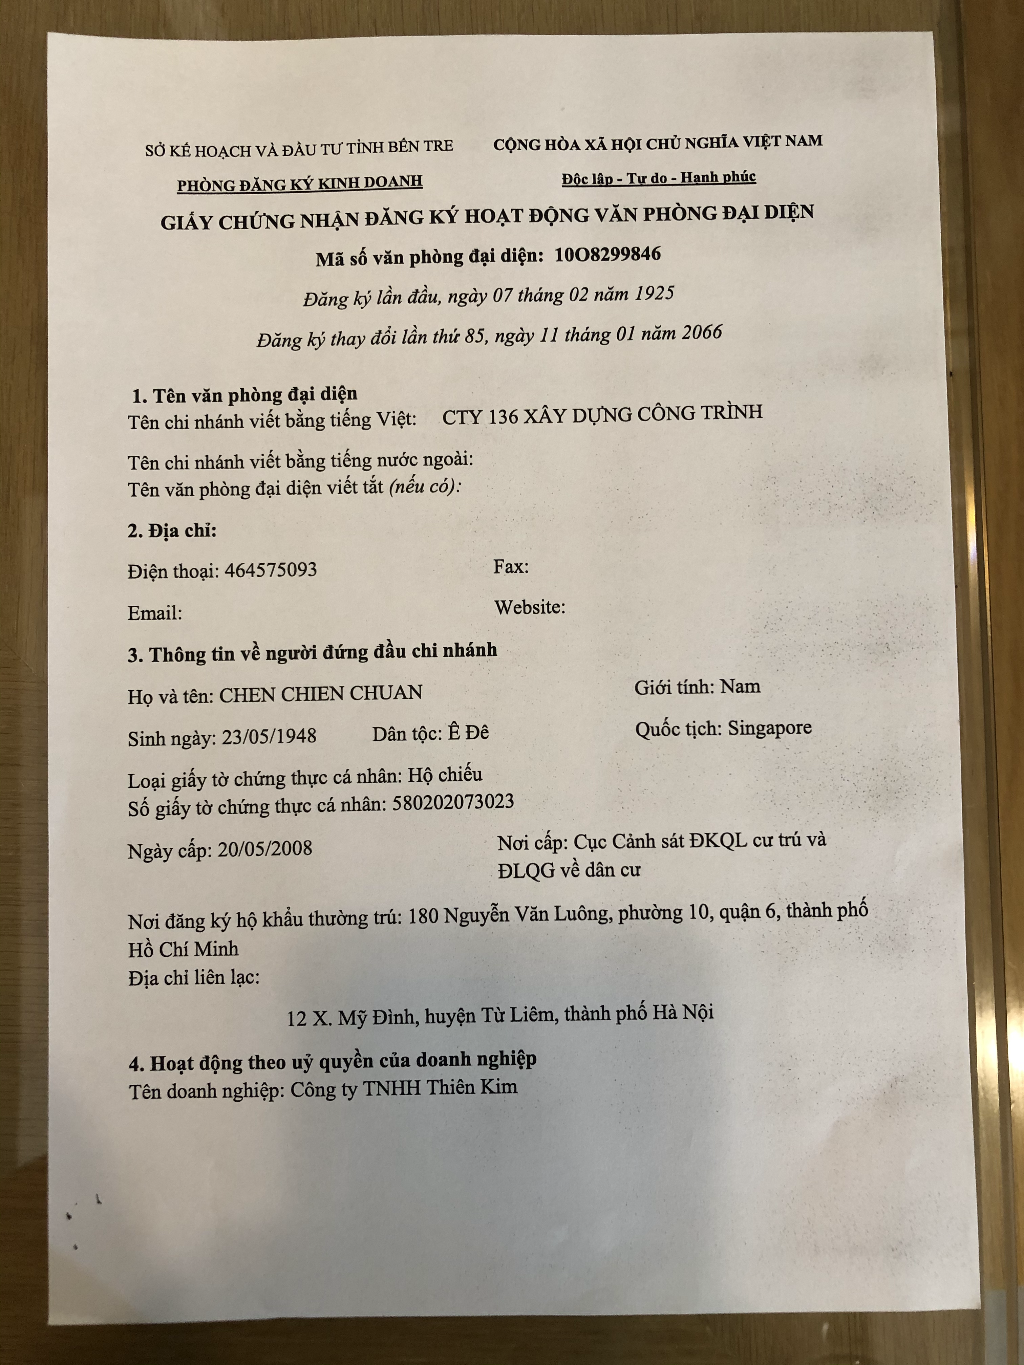 SỞ KẾ HOẠCH VÀ ĐẦU TƯ TỈNH BẾN TRE
CỘNG HÒA XÃ HỘI CHỦ NGHĨA VIỆT NAM
PHÒNG ĐĂNG KÝ KINH DOANH
Độc lập - Tự do - Hạnh phúc
GIẤY CHỨNG NHẬN ĐĂNG KÝ HOẠT ĐỘNG VĂN PHÒNG ĐẠI DIỆN
Mã số văn phòng đại diện: 10O8299846
Đăng ký lần đầu, ngày 07 tháng 02 năm 1925
Đăng ký thay đổi lần thứ 85, ngày 11 tháng 01 năm 2066
1. Tên văn phòng đại diện
Tên chi nhánh viết bằng tiếng Việt: CTY 136 XÂY DỰNG CÔNG TRÌNH
Tên chi nhánh viết bằng tiếng nước ngoài:
Tên văn phòng đại diện viết tắt (nếu có):
2. Địa chỉ:
Điện thoại: 464575093 Fax:
Email: Website:
3. Thông tin về người đứng đầu chi nhánh
Họ và tên: CHEN CHIEN CHUAN Giới tính: Nam
Sinh ngày: 23/05/1948 Dân tộc: Ê Đê Quốc tịch: Singapore
Loại giấy tờ chứng thực cá nhân: Hộ chiếu
Số giấy tờ chứng thực cá nhân: 580202073023
Ngày cấp: 20/05/2008 Nơi cấp: Cục Cảnh sát ĐKQL cư trú và
ĐLQG về dân cư
Nơi đăng ký hộ khẩu thường trú: 180 Nguyễn Văn Luông, phường 10, quận 6, thành phố
Hồ Chí Minh
Địa chỉ liên lạc:
12 X. Mỹ Đình, huyện Từ Liêm, thành phố Hà Nội
4. Hoạt động theo uỷ quyền của doanh nghiệp
Tên doanh nghiệp: Công ty TNHH Thiên Kim